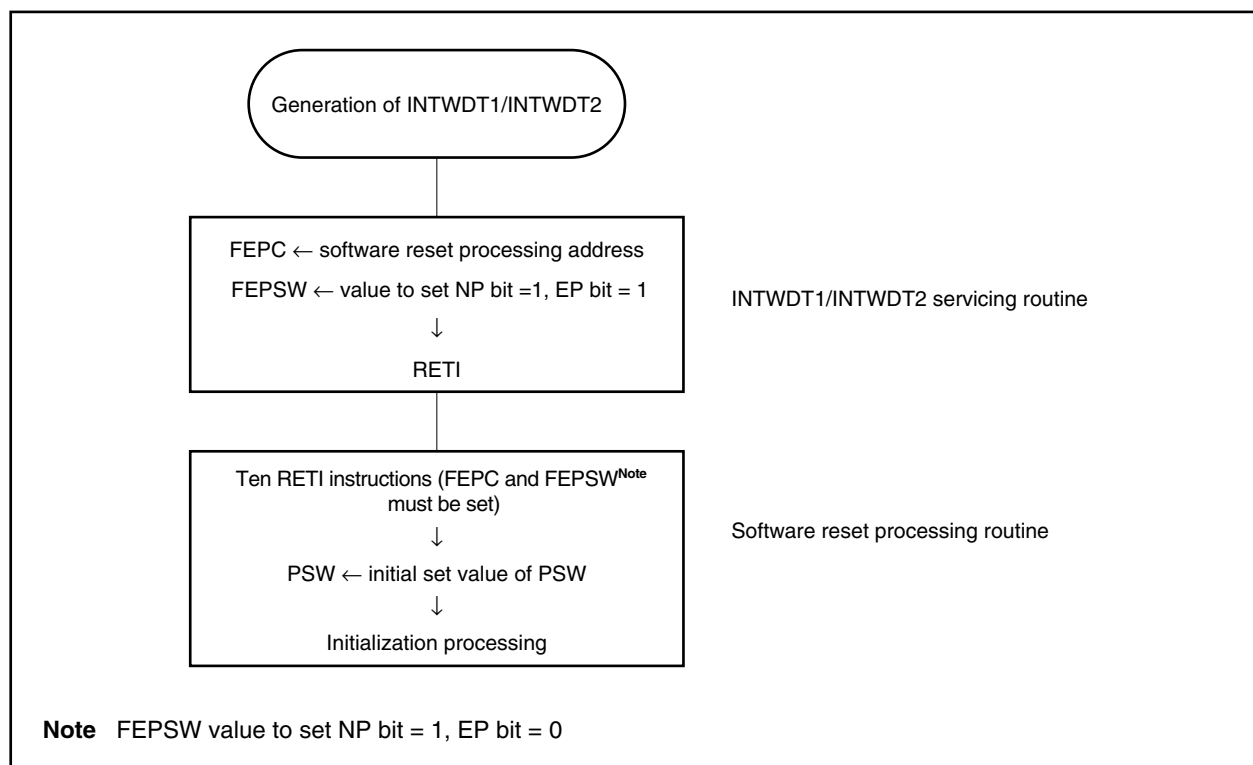 Generation of INTWDT1/INTWDT2
FEPC ← software reset processing address
FEPSW ← value to set NP bit =1, EP bit = 1
↓
RETI
INTWDT1/INTWDT2 servicing routine
Ten RETI instructions (FEPC and FEPSWNote
must be set)
↓
PSW ← initial set value of PSW
↓
Initialization processing
Software reset processing routine
Note FEPSW value to set NP bit = 1, EP bit = 0